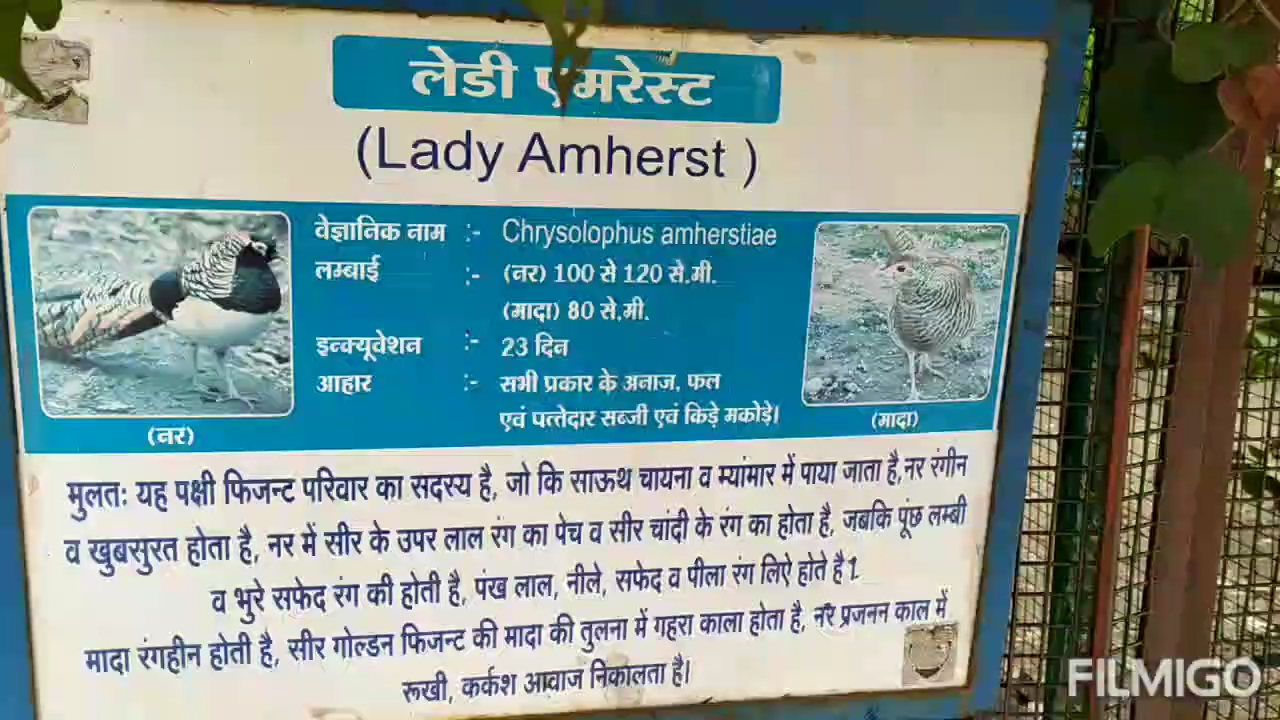 लेडी एमरेस्ट
(Lady Amherst )
वेज्ञानिक नाम :- Chrysolophus amherstiae
लम्बाई :- (नर) 100 से 120 से.मी.
(मादा) 80 से.मी.
इन्क्यूवेशन :- 23 दिन
आहार :- सभी प्रकार के अनाज, फल
एवं पत्तेदार सब्जी एवं किड़े मकोड़े।
(नर)
(मादा)
मुलतः यह पक्षी फिजन्ट परिवार का सदस्य है, जो कि साऊथ चायना व म्यांमार में पाया जाता है,नर रंगीन
व खुबसुरत होता है, नर में सीर के उपर लाल रंग का पेच व सीर चांदी के रंग का होता है, जबकि पूंछ लम्बी
व भुरे सफेद रंग की होती है, पंख लाल, नीले, सफेद व पीला रंग लिऐ होते है1
मादा रंगहीन होती है, सीर गोल्डन फिजन्ट की मादा की तुलना में गहरा काला होता है, नर प्रजनन काल में
रूखी, कर्कश आवाज निकालता है।
FILMIGO